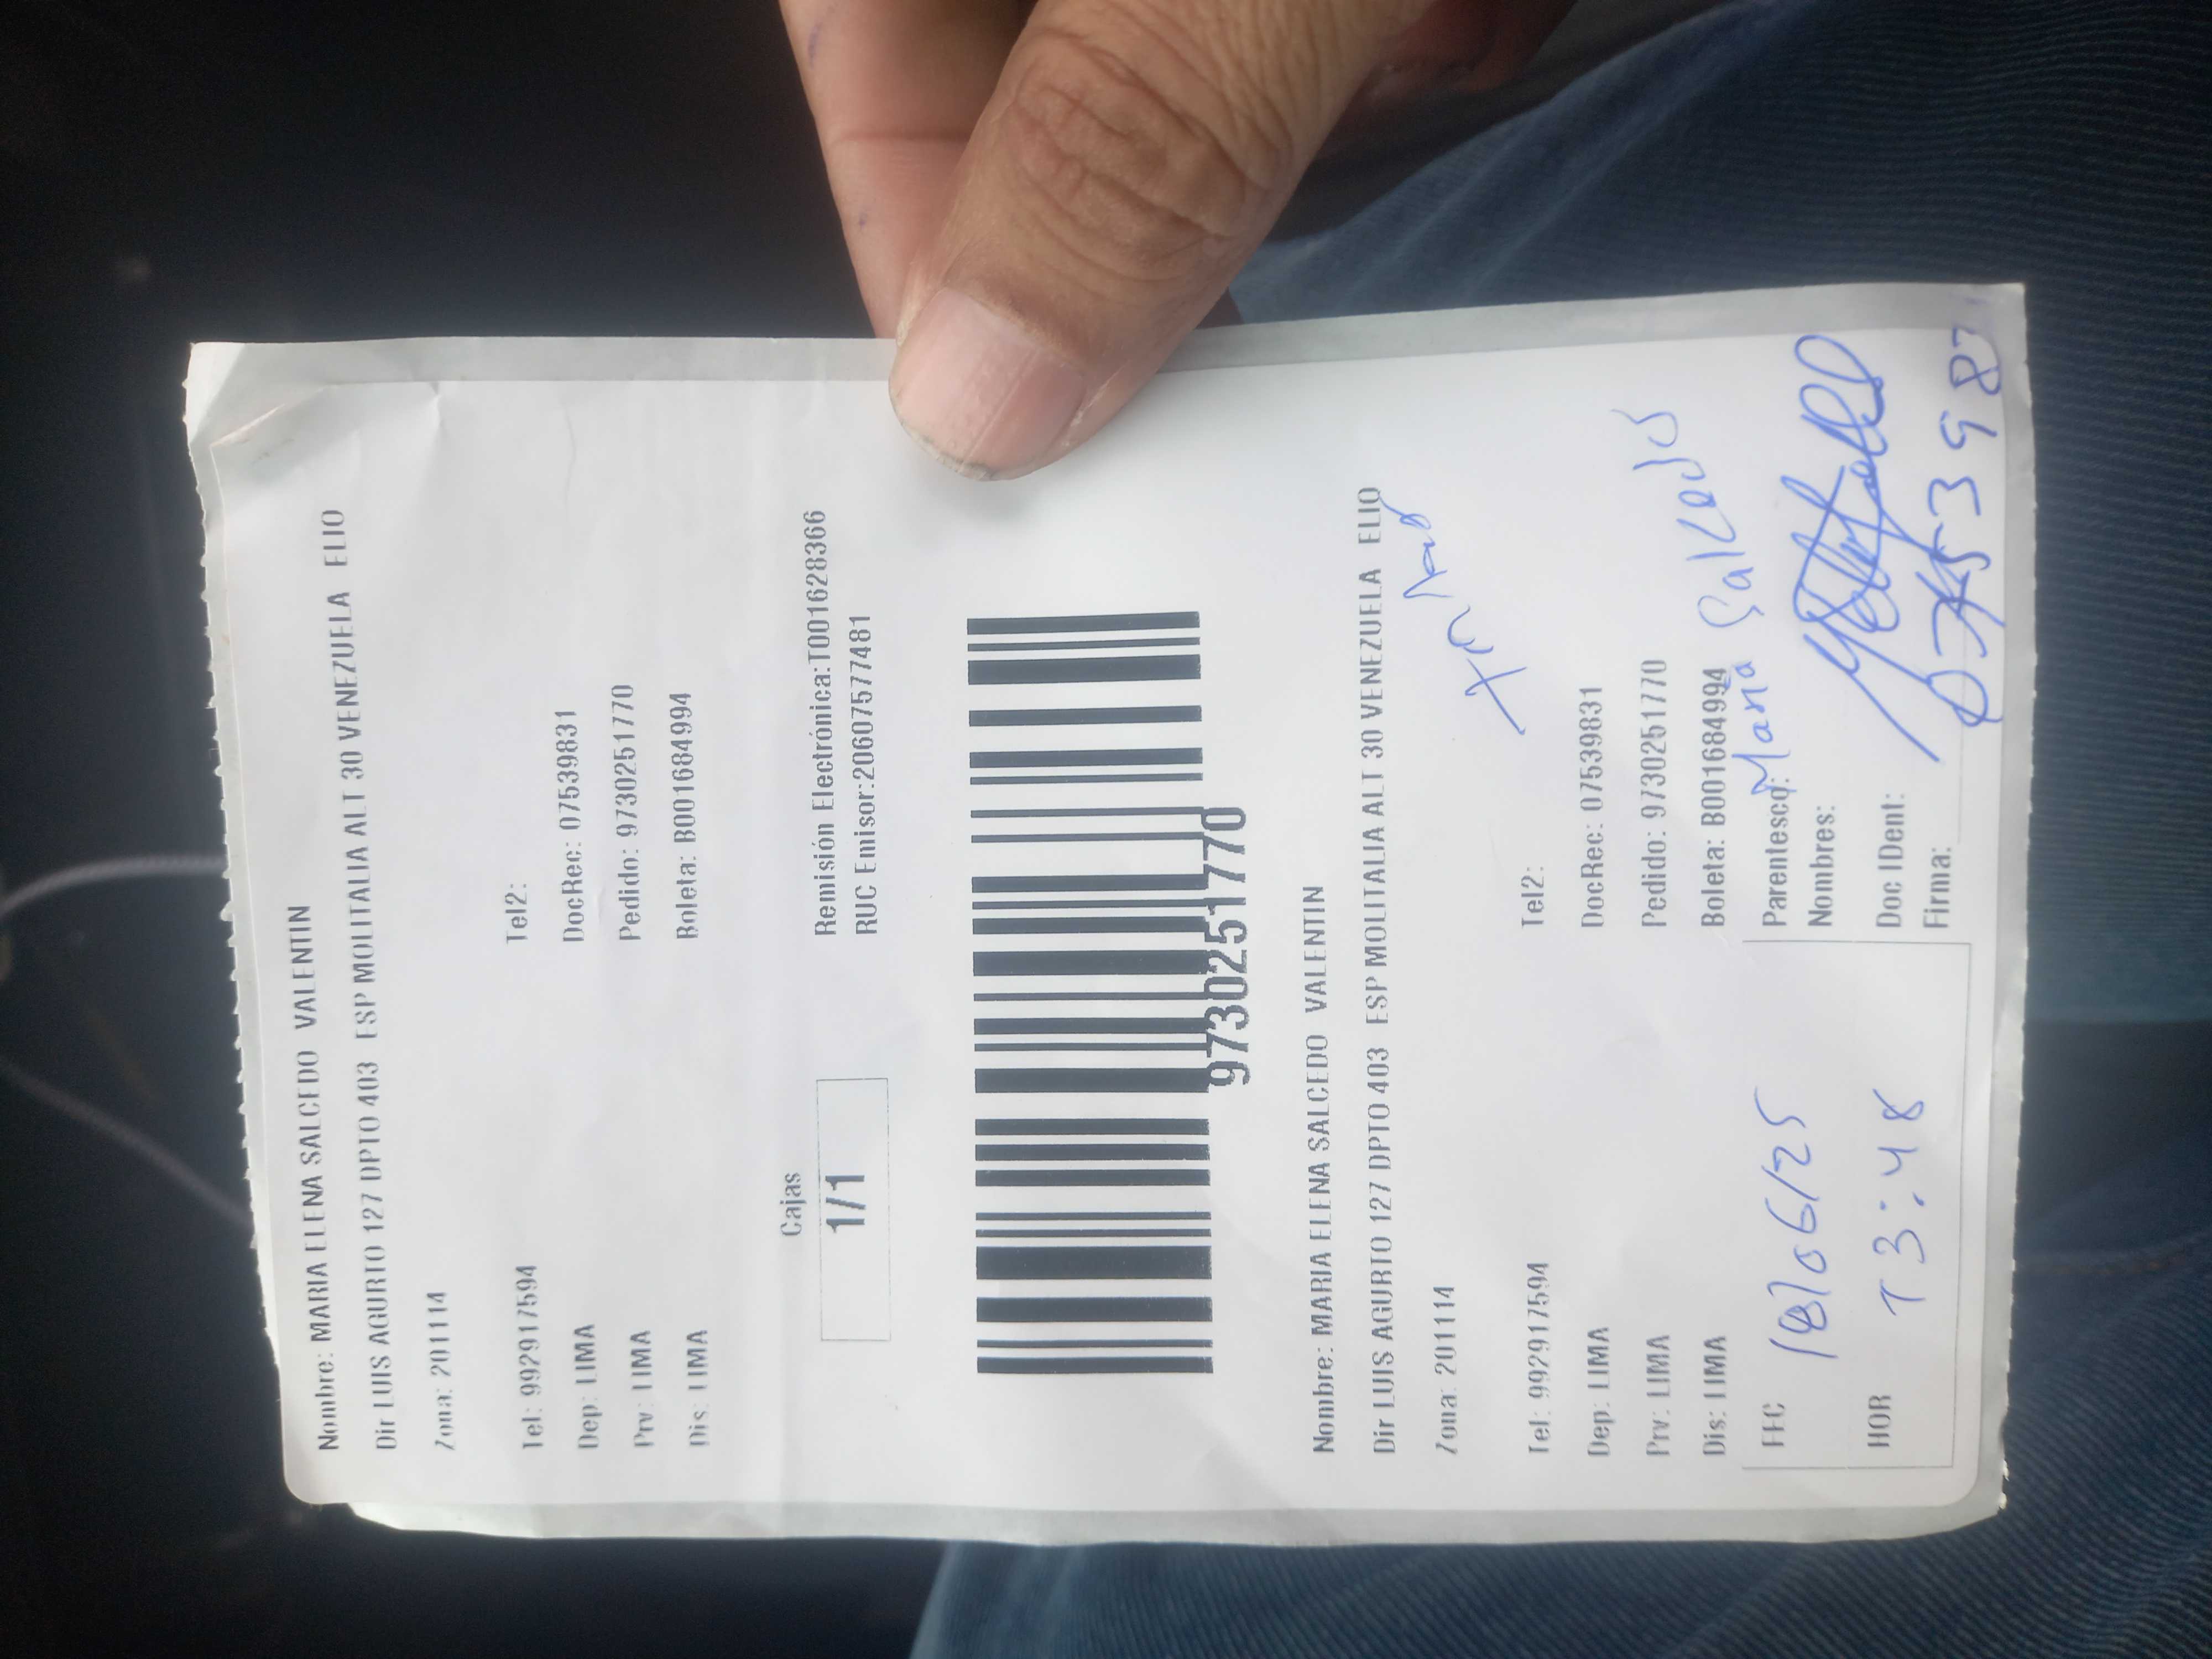 Nombre: MARIA ELENA SALCEDO VALENTIN
Dir LUIS AGURTO 127 DPTO 403 ESP MOLITALIA ALT 30 VENEZUELA ELIO
Zona: 201114
Tel: 992917594 Tel2:
Dep: LIMA DocRec: 07539831
Prv: LIMA Pedido: 9730251770
Dis: LIMA Boleta: B001684994
Cajas
1/1
Remisión Electrónica:T001628366
RUC Emisor:20607577481
9730251770
Nombre: MARIA ELENA SALCEDO VALENTIN
Dir LUIS AGURTO 127 DPTO 403 ESP MOLITALIA ALT 30 VENEZUELA ELIO
Zona: 201114
Tel: 992917594 Tel2:
Dep: LIMA DocRec: 07539831
Prv: LIMA Pedido: 9730251770
Dis: LIMA Boleta: B001684994
FEC 18/06/25
HOR 13:48
Parentesco: Maria Salcedo
Nombres:
Doc IDent:
Firma: